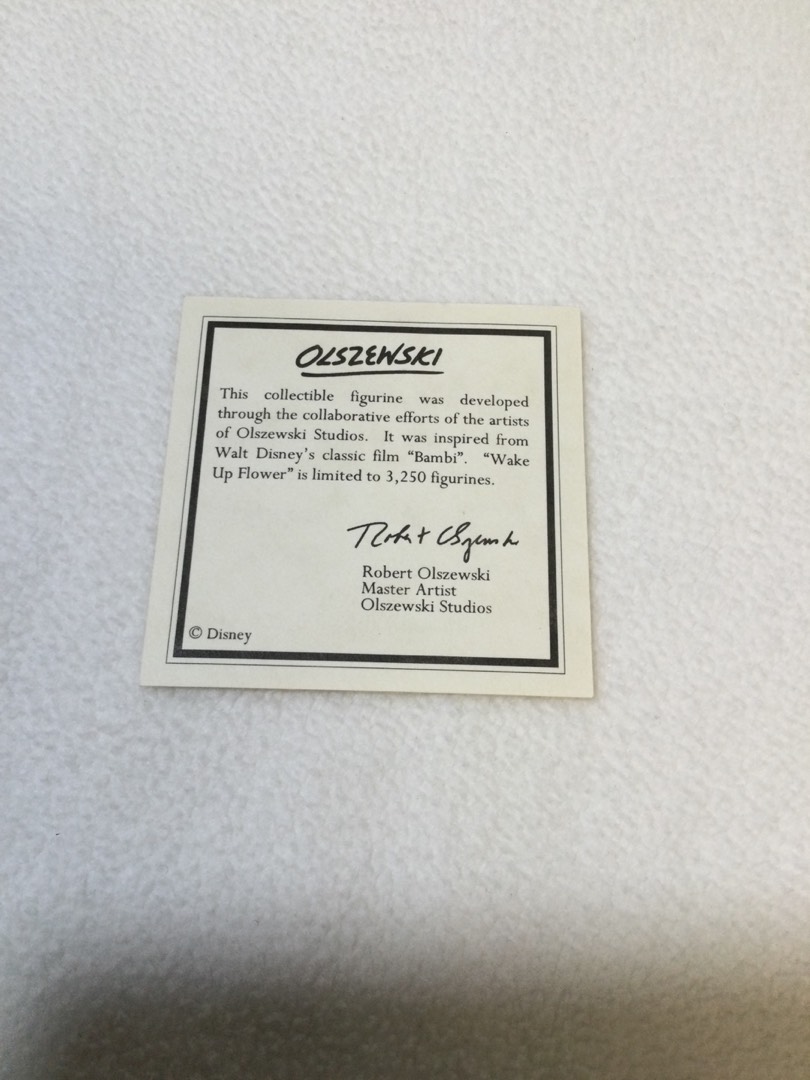 OLSZEWSKI
This collectible figurine was developed
through the collaborative efforts of the artists
of Olszewski Studios. It was inspired from
Walt Disney's classic film “Bambi”. “Wake
Up Flower” is limited to 3,250 figurines.
Robert Olszewski
Robert Olszewski
Master Artist
Olszewski Studios
© Disney